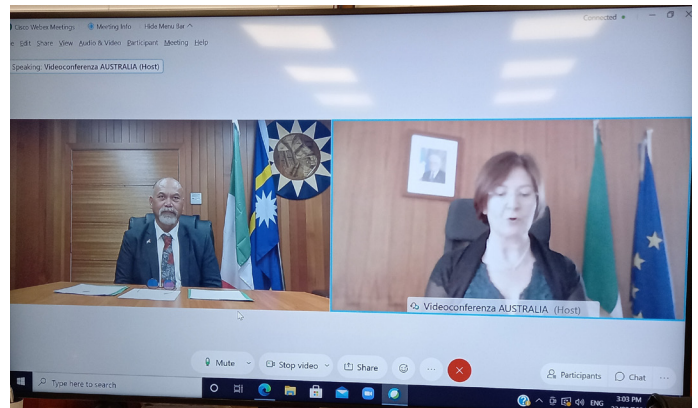 Cisco Webex Meetings Meeting Info Hide Menu Bar Connected
Edit Share View Audio & Video Participant Meeting Help
Speaking: Videoconferenza AUSTRALIA (Host)
Videoconferenza AUSTRALIA (Host)
Mute Stop video Share Participants Chat
Type here to search ENG 3:03 PM